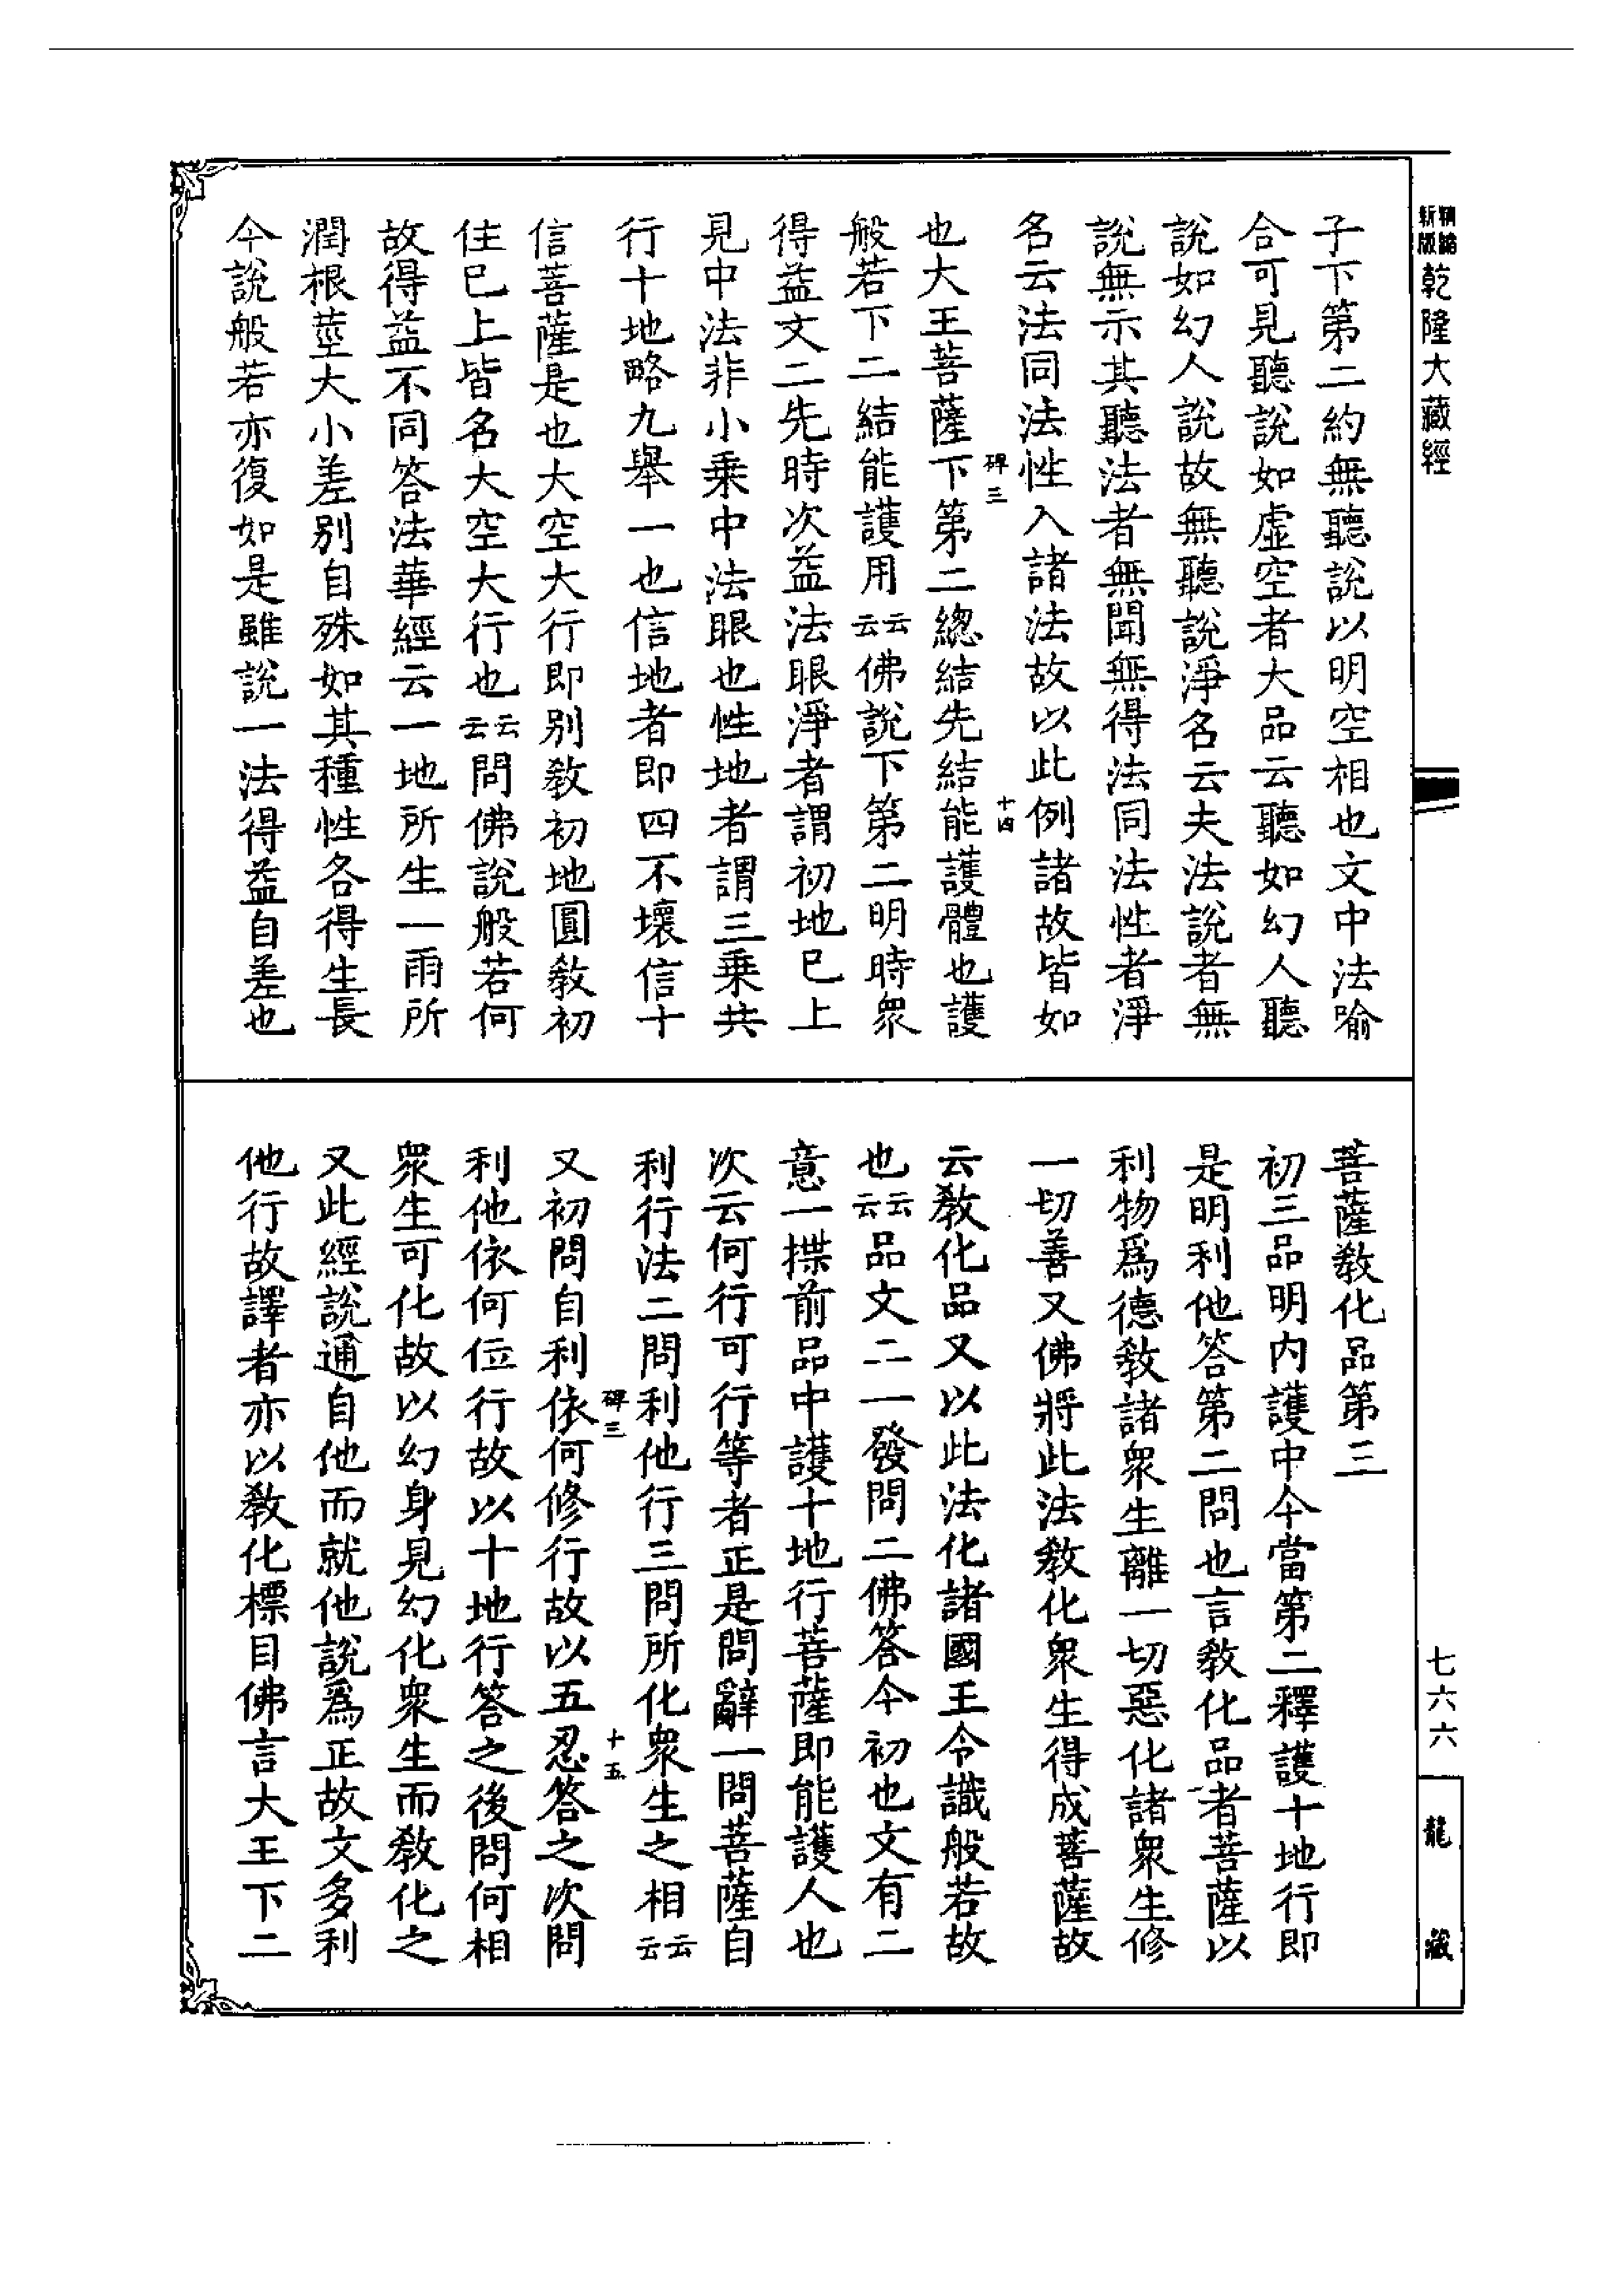 精縮新版
乾隆大藏經
子下第二約無聽說以明空相也文中法喻
合可見聽說如虛空者大品云聽如幻人聽
說如幻人說故無聽說淨名云夫法說者無
說無示其聽法者無聞無得法同法性者淨
名云法同法性入諸法故以此例諸故皆如
碑三
十四
也大王菩薩下第二總結先結能護體也護
般若下二結能護用云云佛說下第二明時眾
得益文二先時次益法眼淨者謂初地巳上
見中法非小乘中法眼也性地者謂三乘共
行十地略九舉一也信地者即四不壞信十
信菩薩是也大空大行即別教初地圓教初
住巳上皆名大空大行也云云問佛說般若何
故得益不同答法華經云一地所生一雨所
潤根莖大小差別自殊如其種性各得生長
今說般若亦復如是雖說一法得益自差也
菩薩教化品第三
初三品明內護中今當第二釋護十地行即
是明利他答第二問也言教化品者菩薩以
利物為德教諸眾生離一切惡化諸眾生修
一切善又佛將此法教化眾生得成菩薩故
云教化品又以此法化諸國王令識般若故
也云云品文二一發問二佛答今初也文有二
意一揲前品中護十地行菩薩即能護人也
次云何行可行等者正是問辭一問菩薩自
利行法二問利他行三問所化眾生之相云云
碑三
十五
又初問自利依何修行故以五忍答之次問
利他依何位行故以十地行答之後問何相
眾生可化故以幻身見幻化眾生而教化之
又此經說通自他而就他說為正故文多利
他行故譯者亦以教化標目佛言大王下二
七六六
龍藏